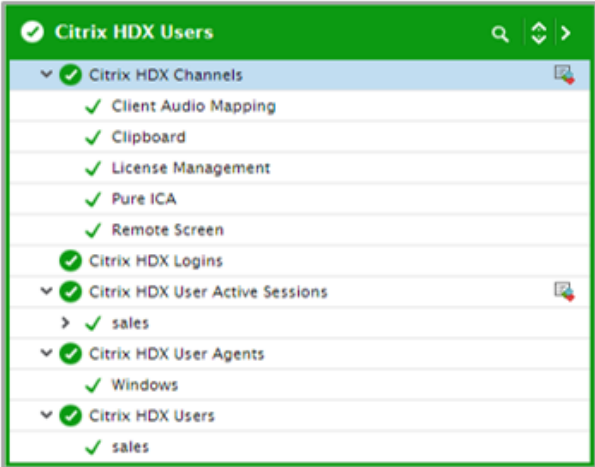 Citrix HDX Users
Citrix HDX Channels
Client Audio Mapping
Clipboard
License Management
Pure ICA
Remote Screen
Citrix HDX Logins
Citrix HDX User Active Sessions
sales
Citrix HDX User Agents
Windows
Citrix HDX Users
sales